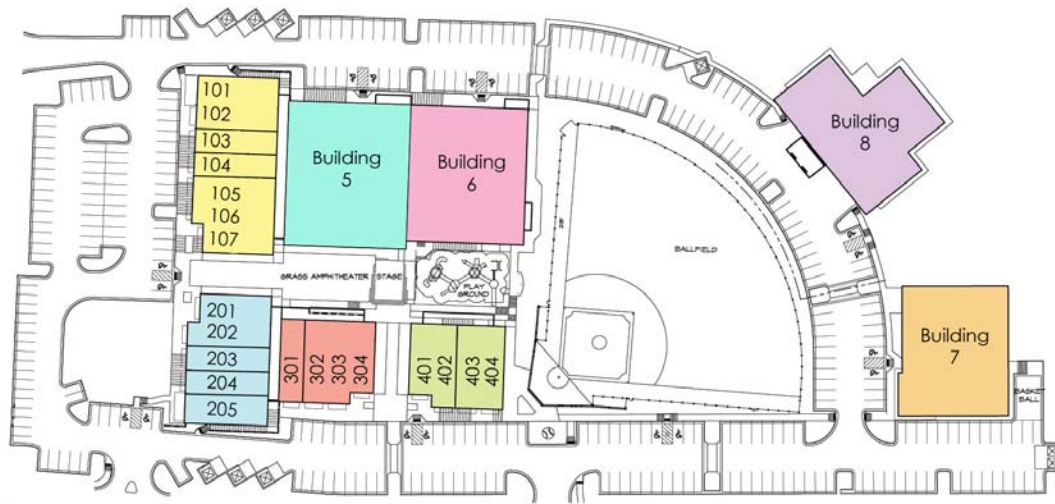 101
102
103
104
105
106
107
Building
5
Building
6
Building
8
BALLFIELD
GRASS AMPHITEATER
STAGE
PLAY
GROUND
201
202
203
204
205
301
302
303
304
401
402
403
404
Building
7
BASKET
BALL